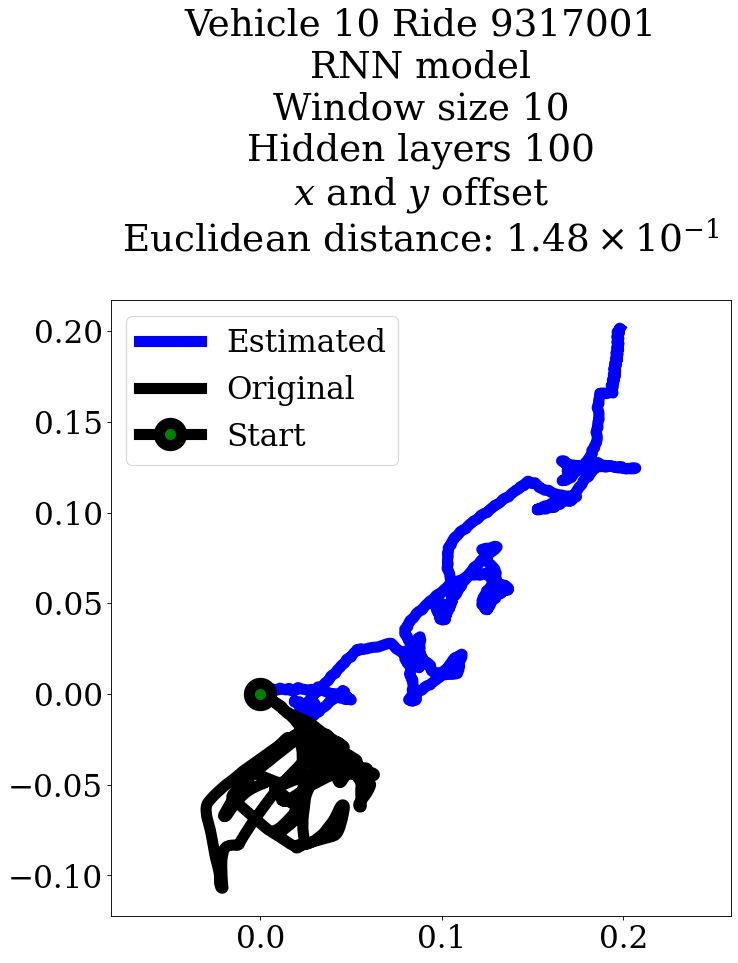 Vehicle 10 Ride 9317001
RNN model
Window size 10
Hidden layers 100
x and y offset
Euclidean distance: 1.48 × 10⁻¹
Estimated
Original
Start
0.20
0.15
0.10
0.05
0.00
−0.05
−0.10
0.0 0.1 0.2